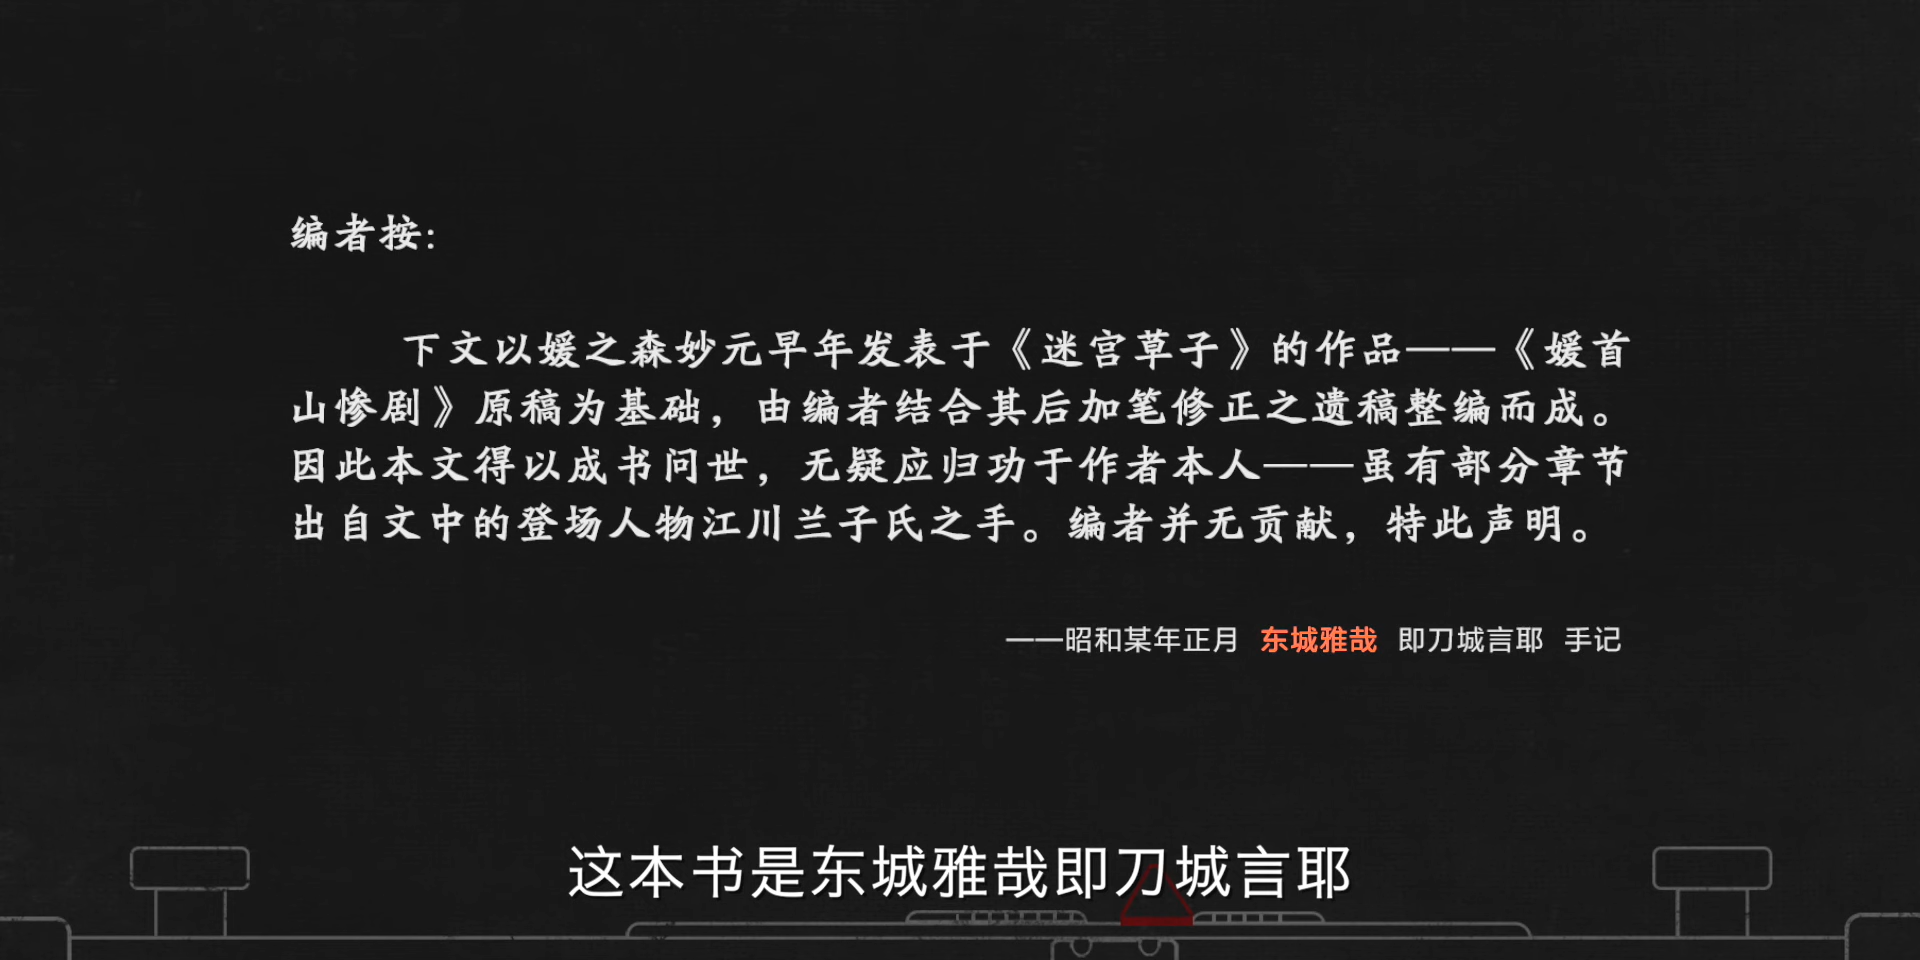 编者按:
下文以媛之森妙元早年发表于《迷宫草子》的作品——《媛首
山惨剧》原稿为基础，由编者结合其后加笔修正之遗稿整编而成。
因此本文得以成书问世，无疑应归功于作者本人——虽有部分章节
出自文中的登场人物江川兰子氏之手。编者并无贡献，特此声明。
——昭和某年正月 东城雅哉 即刀城言耶 手记
这本书是东城雅哉即刀城言耶